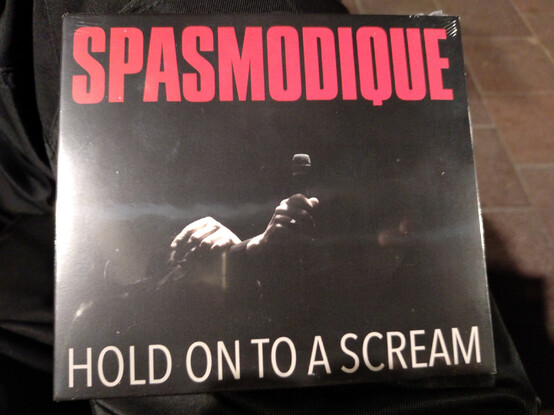 SPASMODIQUE
HOLD ON TO A SCREAM